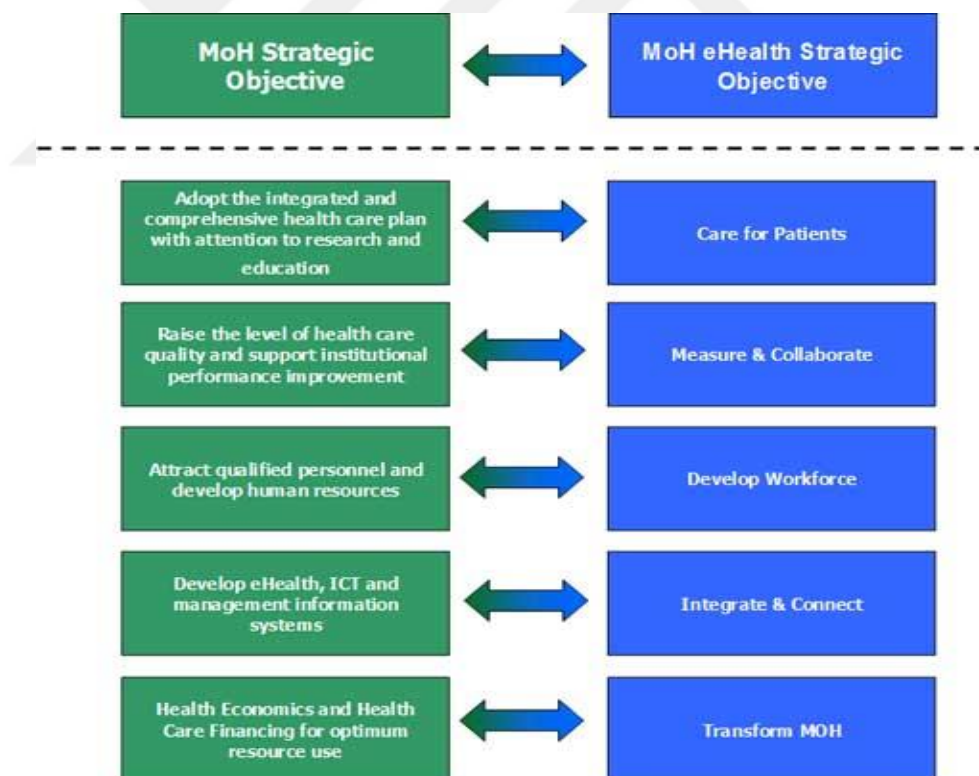 MoH Strategic
Objective
MoH eHealth Strategic
Objective
Adopt the integrated and
comprehensive health care plan
with attention to research and
education
Care for Patients
Raise the level of health care
quality and support institutional
performance improvement
Measure & Collaborate
Attract qualified personnel and
develop human resources
Develop Workforce
Develop eHealth, ICT and
management information
systems
Integrate & Connect
Health Economics and Health
Care Financing for optimum
resource use
Transform MOH